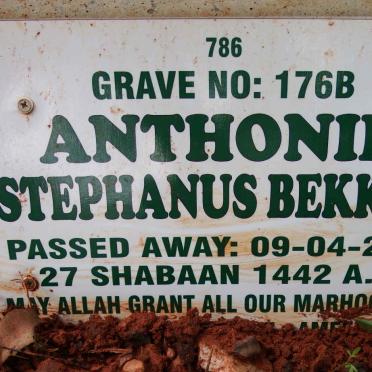 786
GRAVE NO: 176B
ANTHONI
STEPHANUS BEKK
PASSED AWAY: 09-04-2
27 SHABAAN 1442 A.
MAY ALLAH GRANT ALL OUR MARHOO